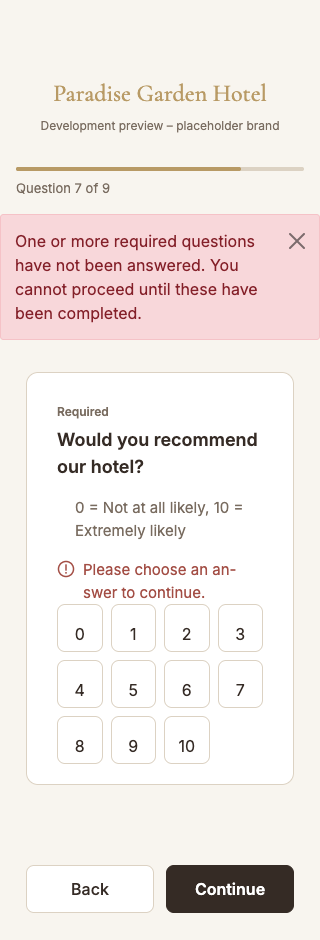 Paradise Garden Hotel
Development preview – placeholder brand
Question 7 of 9
One or more required questions
have not been answered. You
cannot proceed until these have
been completed.
Required
Would you recommend
our hotel?
0 = Not at all likely, 10 =
Extremely likely
Please choose an an-
swer to continue.
0 1 2 3
4 5 6 7
8 9 10
Back Continue